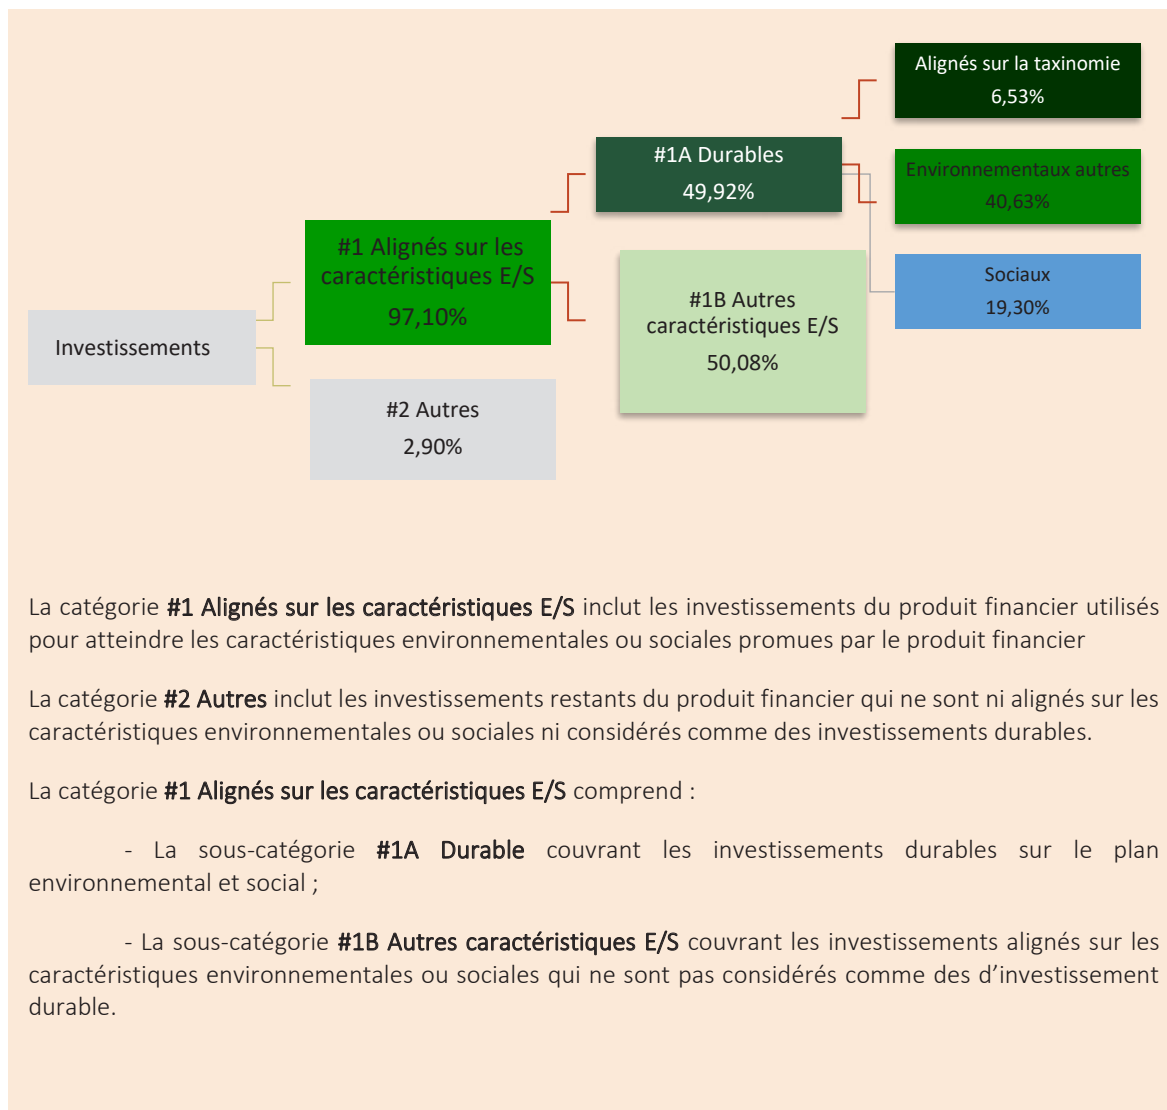 Alignés sur la taxinomie
6,53%
#1A Durables
49,92%
Environnementaux autres
40,63%
#1 Alignés sur les
caractéristiques E/S
97,10%
Sociaux
19,30%
#1B Autres
caractéristiques E/S
50,08%
Investissements
#2 Autres
2,90%
La catégorie #1 Alignés sur les caractéristiques E/S inclut les investissements du produit financier utilisés
pour atteindre les caractéristiques environnementales ou sociales promues par le produit financier
La catégorie #2 Autres inclut les investissements restants du produit financier qui ne sont ni alignés sur les
caractéristiques environnementales ou sociales ni considérés comme des investissements durables.
La catégorie #1 Alignés sur les caractéristiques E/S comprend :
- La sous-catégorie #1A Durable couvrant les investissements durables sur le plan
environnemental et social ;
- La sous-catégorie #1B Autres caractéristiques E/S couvrant les investissements alignés sur les
caractéristiques environnementales ou sociales qui ne sont pas considérés comme des d’investissement
durable.